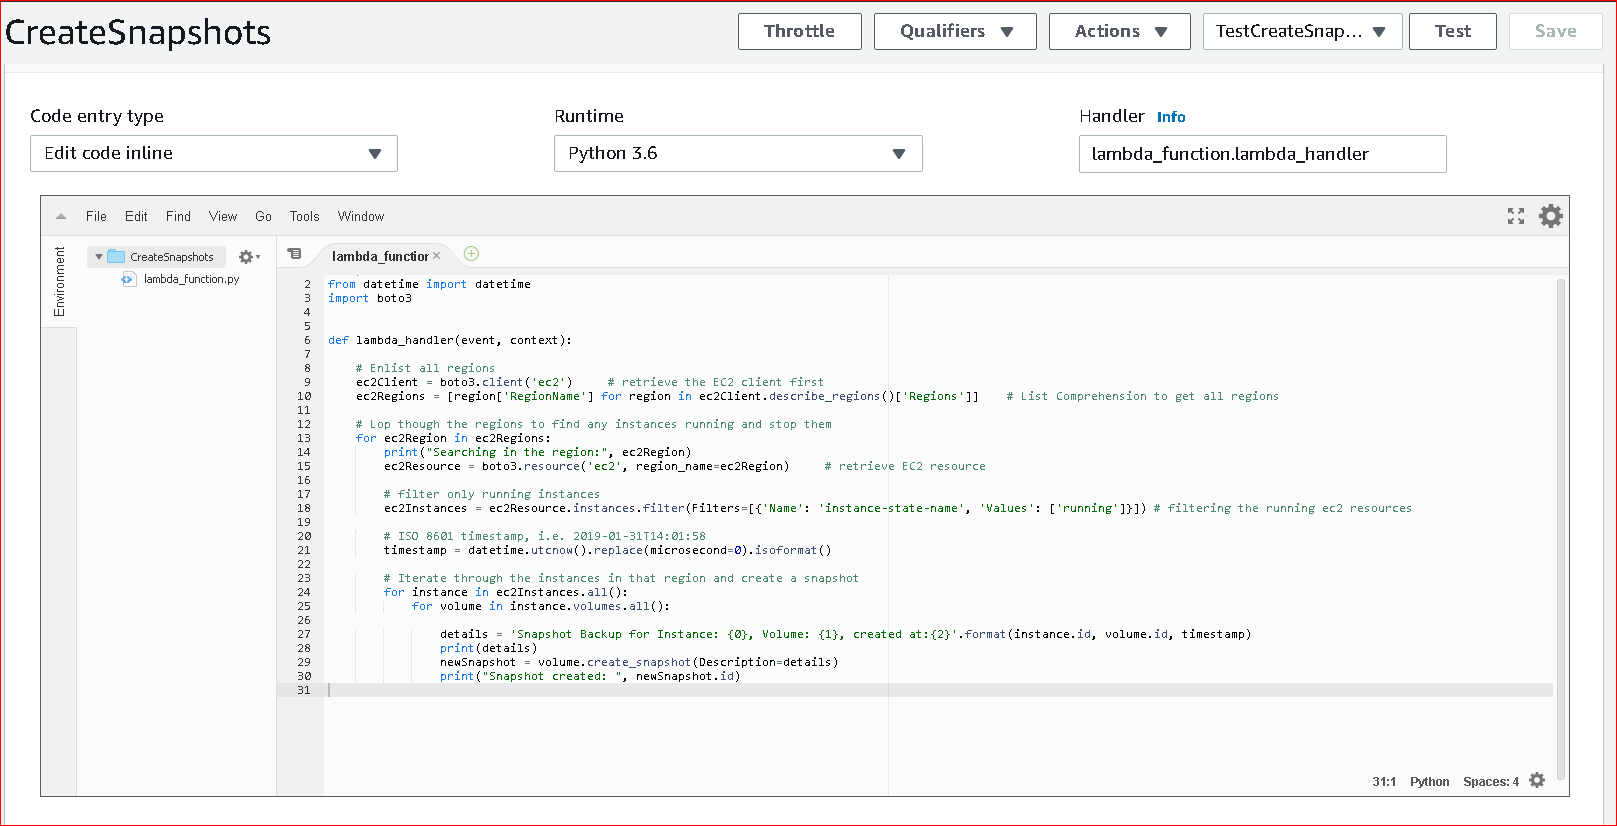 CreateSnapshots
Throttle
Qualifiers
Actions
TestCreateSnap...
Test
Save
Code entry type
Runtime
Handler Info
Edit code inline
Python 3.6
lambda_function.lambda_handler
File Edit Find View Go Tools Window
Environment
CreateSnapshots
lambda_function.py
lambda_function
2 from datetime import datetime
3 import boto3
4
5
6 def lambda_handler(event, context):
7
8 # Enlist all regions
9 ec2Client = boto3.client('ec2') # retrieve the EC2 client first
10 ec2Regions = [region['RegionName'] for region in ec2Client.describe_regions()['Regions']] # List Comprehension to get all regions
11
12 # Lop though the regions to find any instances running and stop them
13 for ec2Region in ec2Regions:
14 print("Searching in the region:", ec2Region)
15 ec2Resource = boto3.resource('ec2', region_name=ec2Region) # retrieve EC2 resource
16
17 # filter only running instances
18 ec2Instances = ec2Resource.instances.filter(Filters=[{'Name': 'instance-state-name', 'Values': ['running']}]) # filtering the running ec2 resources
19
20 # ISO 8601 timestamp, i.e. 2019-01-31T14:01:58
21 timestamp = datetime.utcnow().replace(microsecond=0).isoformat()
22
23 # Iterate through the instances in that region and create a snapshot
24 for instance in ec2Instances.all():
25 for volume in instance.volumes.all():
26
27 details = 'Snapshot Backup for Instance: {0}, Volume: {1}, created at:{2}'.format(instance.id, volume.id, timestamp)
28 print(details)
29 newSnapshot = volume.create_snapshot(Description=details)
30 print("Snapshot created: ", newSnapshot.id)
31
31:1 Python Spaces: 4